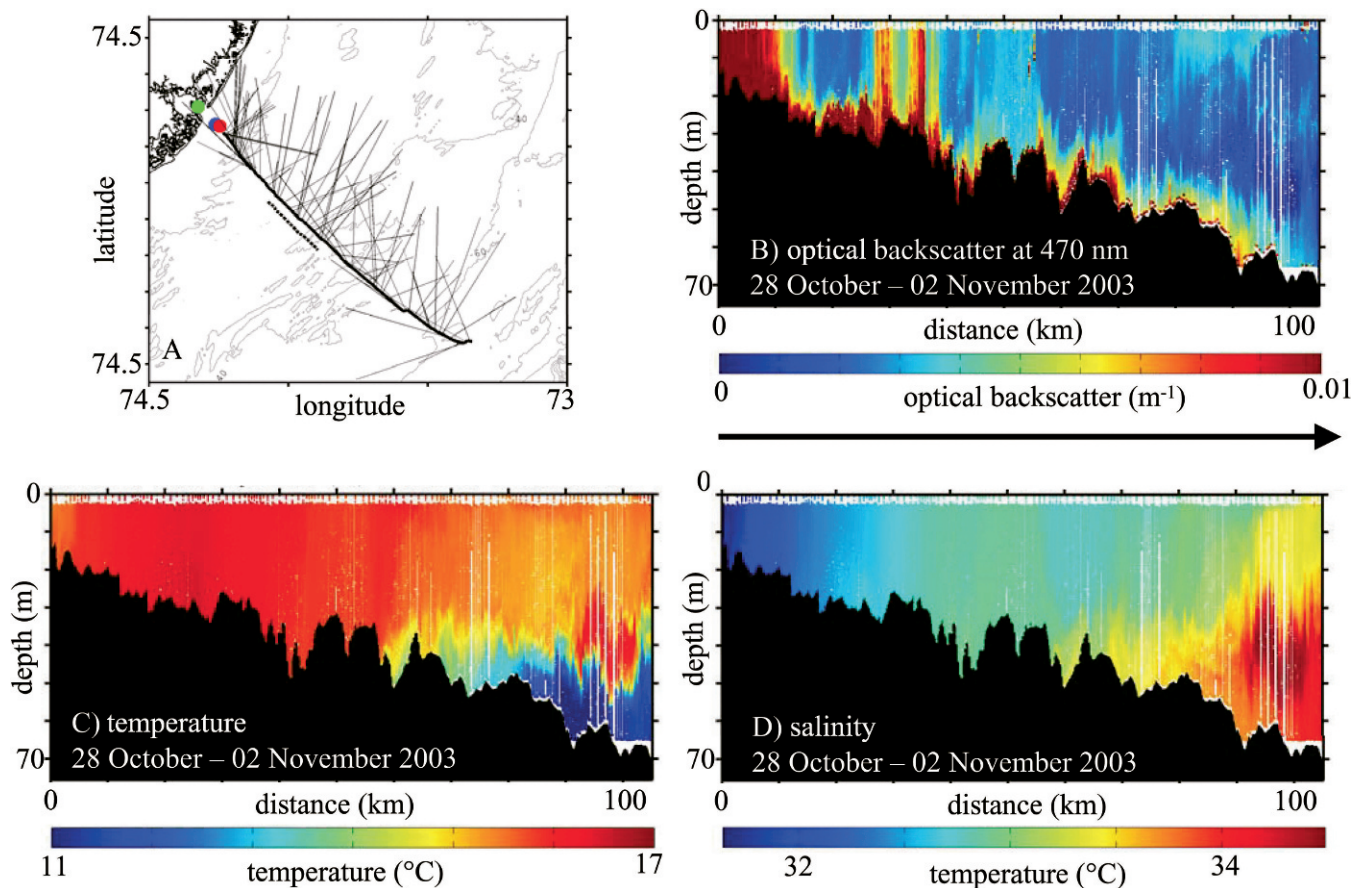 74.5
latitude
40
60
A
40
74.5
74.5
longitude
73
0
depth (m)
70
B) optical backscatter at 470 nm
28 October – 02 November 2003
0
distance (km)
100
0
optical backscatter (m⁻¹)
0.01
0
depth (m)
70
C) temperature
28 October – 02 November 2003
0
distance (km)
100
11
temperature (°C)
17
0
depth (m)
70
D) salinity
28 October – 02 November 2003
0
distance (km)
100
32
34
temperature (°C)